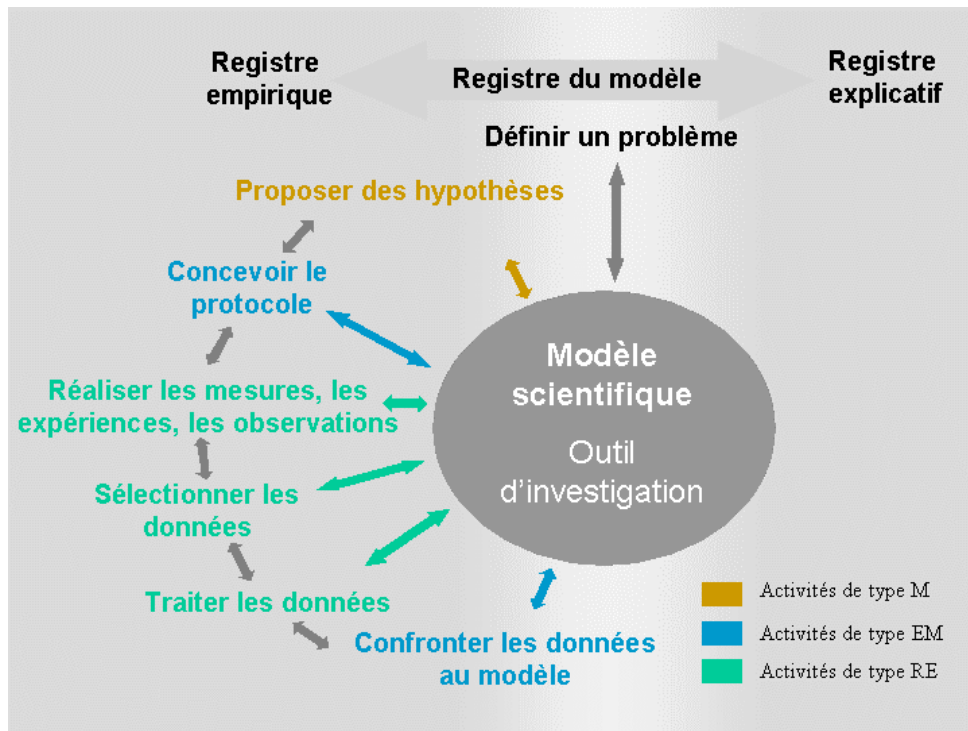 Registre
empirique
Registre du modèle
Registre
explicatif
Définir un problème
Proposer des hypothèses
Concevoir le
protocole
Réaliser les mesures, les
expériences, les observations
Sélectionner les
données
Traiter les données
Confronter les données
au modèle
Modèle
scientifique
Outil
d'investigation
Activités de type M
Activités de type EM
Activités de type RE